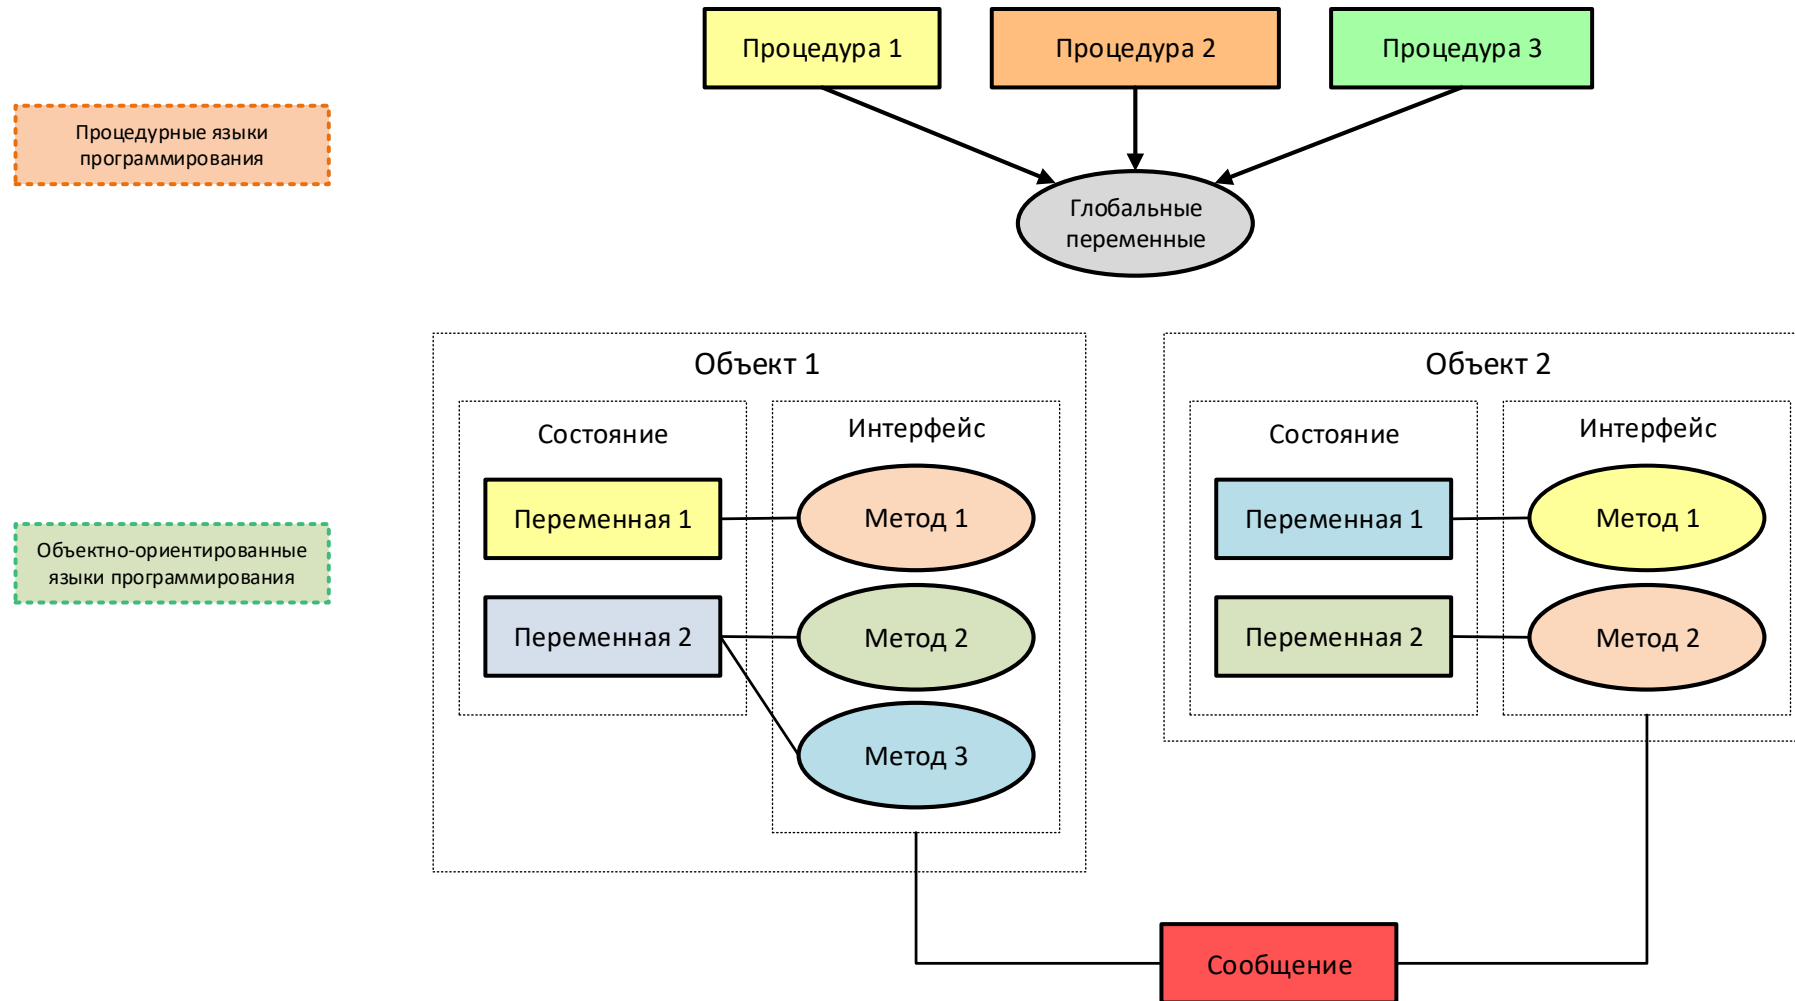 Процедура 1
Процедура 2
Процедура 3
Процедурные языки
программирования
Глобальные
переменные
Объект 1
Объект 2
Состояние
Интерфейс
Состояние
Интерфейс
Переменная 1
Метод 1
Переменная 1
Метод 1
Объектно-ориентированные
языки программирования
Переменная 2
Метод 2
Переменная 2
Метод 2
Метод 3
Сообщение